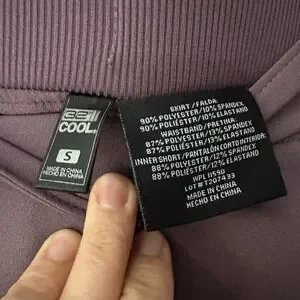 32°
COOL
S
MADE IN CHINA
HECHO EN CHINA
SKIRT/FALDA:
90% POLYESTER/10% SPANDEX
90% POLIÉSTER/10% ELASTANO
WAISTBAND/PRETINA:
87% POLYESTER/13% SPANDEX
87% POLIÉSTER/13% ELASTANO
INNER SHORT/PANTALÓN CORTO INTERIOR:
88% POLYESTER/12% SPANDEX
88% POLIÉSTER/12% ELASTANO
WPL 11590
LOT# T207433
MADE IN CHINA
HECHO EN CHINA